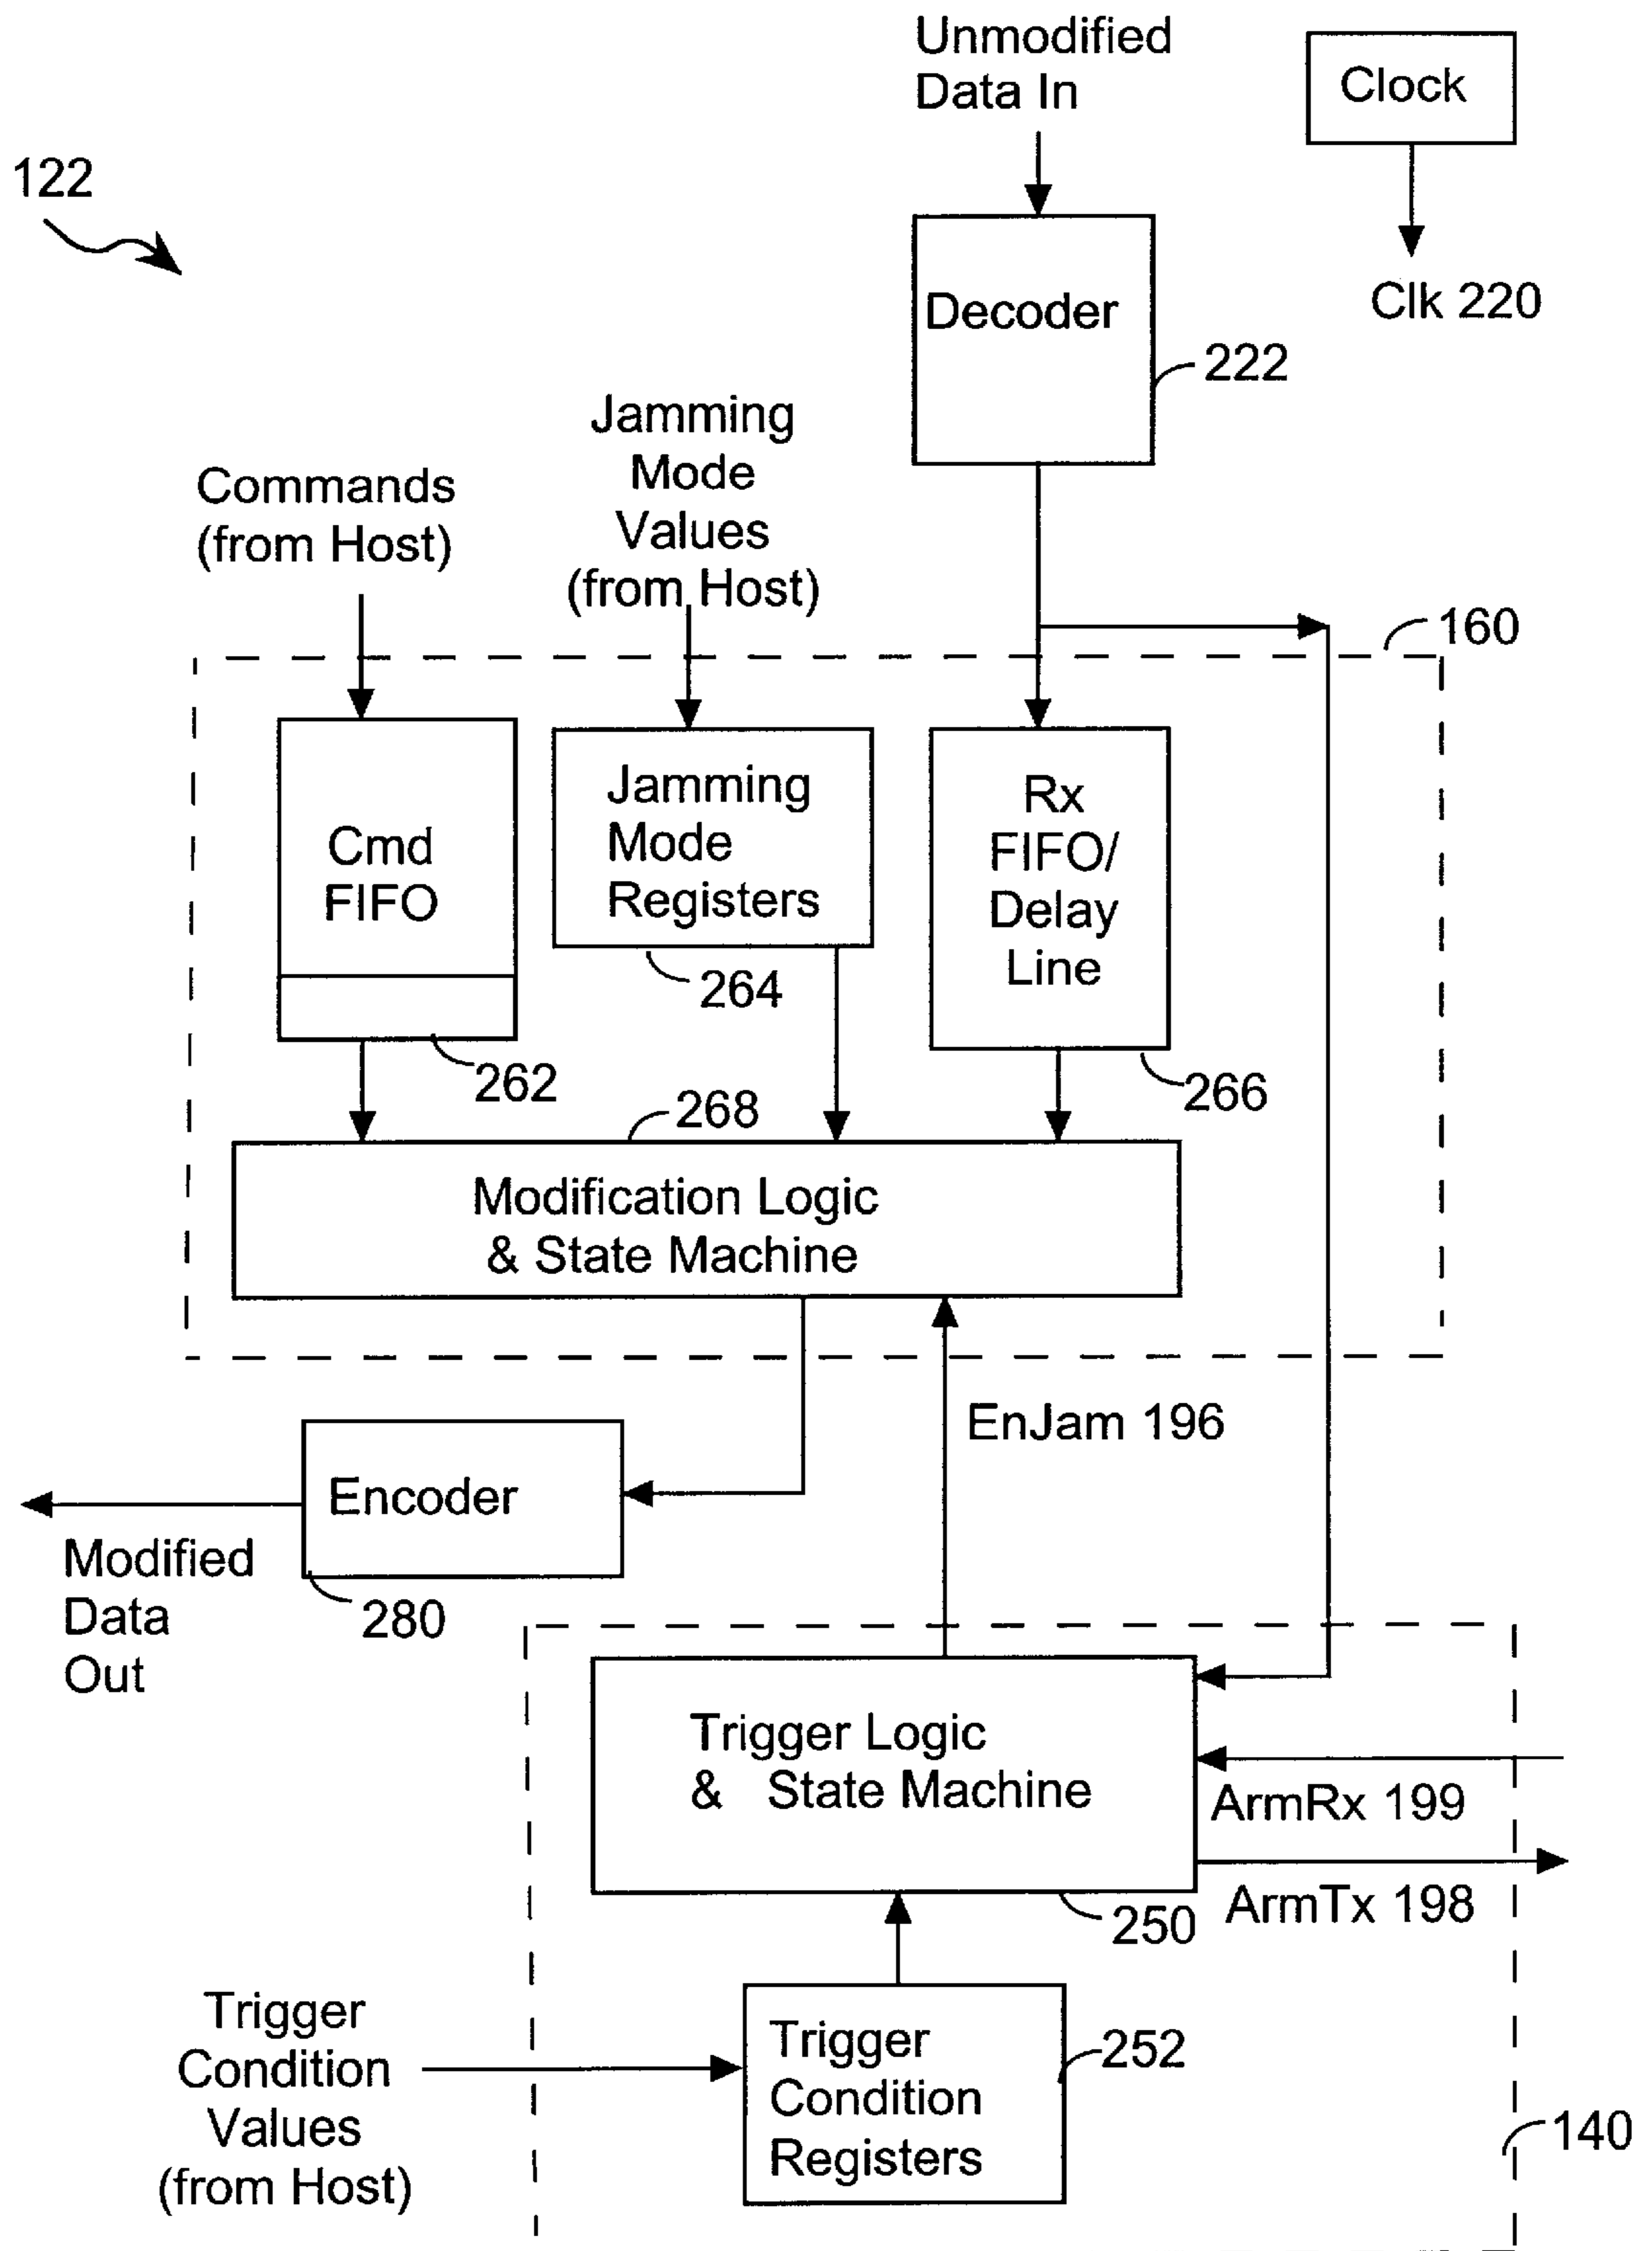 Unmodified
Data In
Clock
122
Clk 220
Decoder
222
Jamming
Mode
Values
(from Host)
Commands
(from Host)
160
Cmd
FIFO
Jamming
Mode
Registers
Rx
FIFO/
Delay
Line
264
262
266
268
Modification Logic
& State Machine
EnJam 196
Encoder
Modified
Data
Out
280
Trigger Logic
& State Machine
ArmRx 199
ArmTx 198
250
Trigger
Condition
Values
(from Host)
Trigger
Condition
Registers
252
140